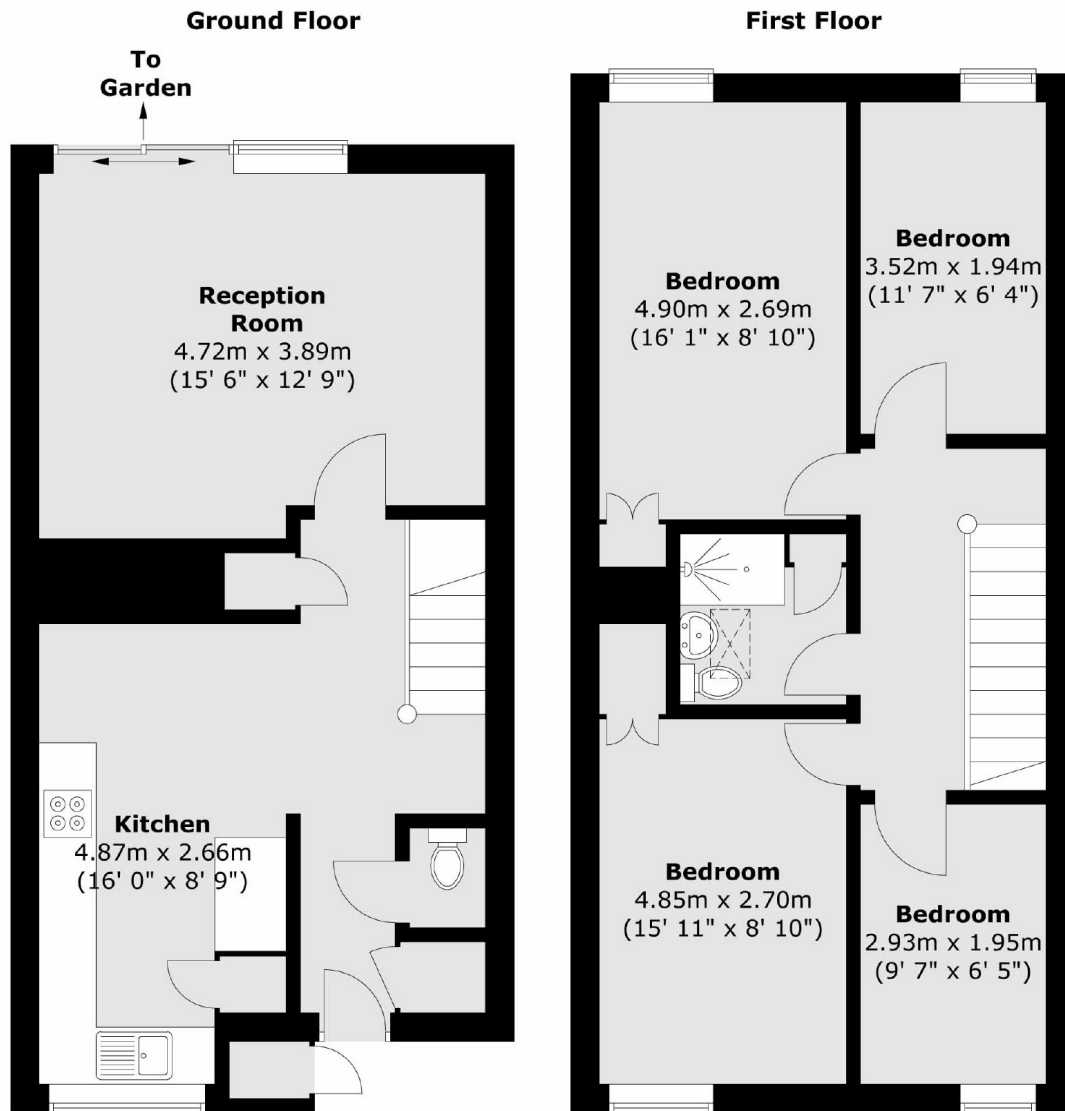 Ground Floor
To
Garden
Reception
Room
4.72m x 3.89m
(15' 6" x 12' 9")
Kitchen
4.87m x 2.66m
(16' 0" x 8' 9")
First Floor
Bedroom
4.90m x 2.69m
(16' 1" x 8' 10")
Bedroom
3.52m x 1.94m
(11' 7" x 6' 4")
Bedroom
4.85m x 2.70m
(15' 11" x 8' 10")
Bedroom
2.93m x 1.95m
(9' 7" x 6' 5")